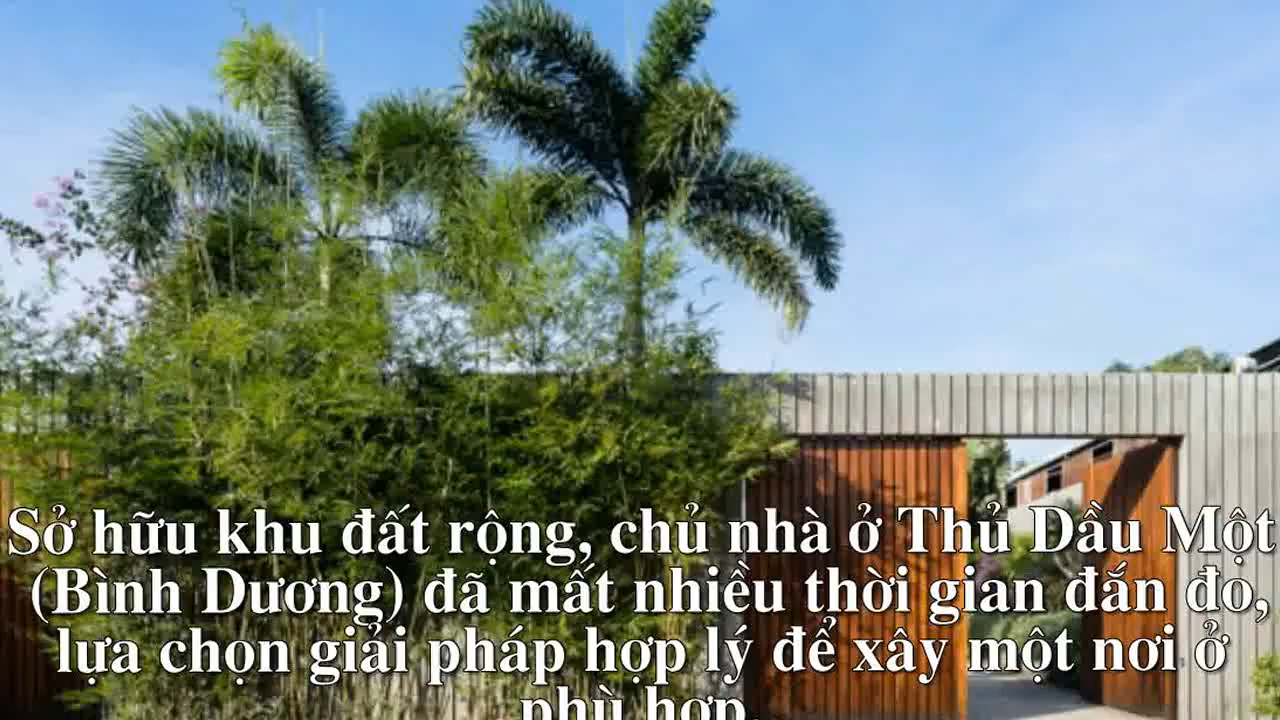 Sở hữu khu đất rộng, chủ nhà ở Thủ Dầu Một
(Bình Dương) đã mất nhiều thời gian đắn đo,
lựa chọn giải pháp hợp lý để xây một nơi ở
phù hợp.